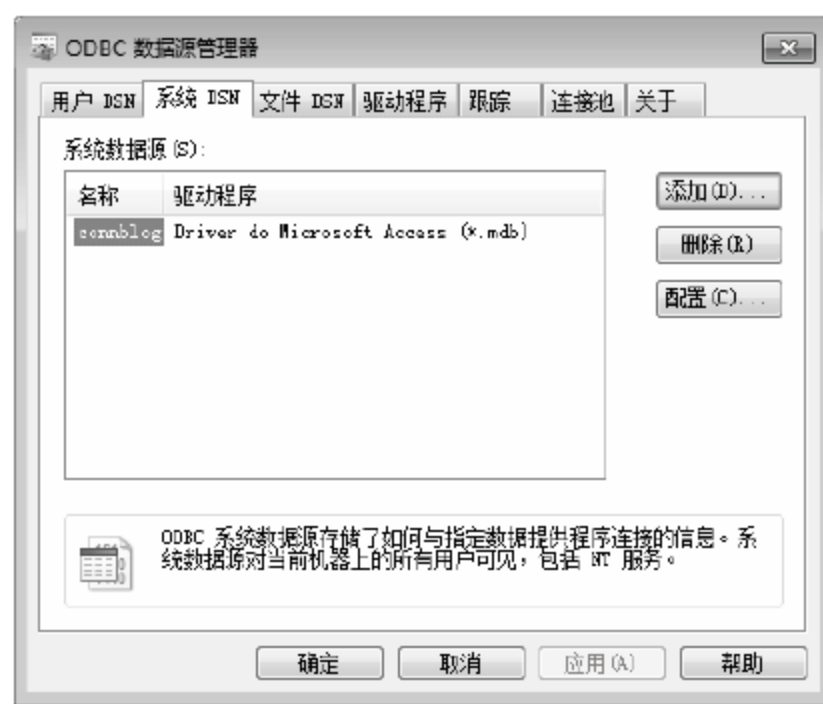 ODBC 数据源管理器
用户 DSN 系统 DSN 文件 DSN 驱动程序 跟踪 连接池 关于
系统数据源(S):
名称 驱动程序
添加(D)...
connblog Driver do Microsoft Access (*.mdb)
删除(R)
配置(C)...
ODBC 系统数据源存储了如何与指定数据提供程序连接的信息。系
统数据源对当前机器上的所有用户可见,包括 NT 服务。
确定 取消 应用(A) 帮助